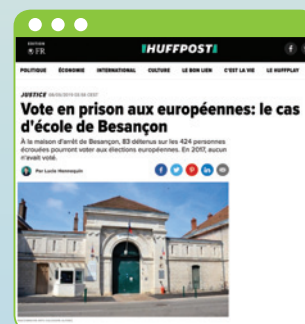 EDITION
FR
HUFFPOST
POLITIQUE ÉCONOMIE INTERNATIONAL CULTURE LE BON LIEN C'EST LA VIE LE HUFFPLAY
JUSTICE
Vote en prison aux européennes: le cas
d'école de Besançon
À la maison d'arrêt de Besançon, 83 détenus sur les 424 personnes
écrouées pourront voter aux élections européennes. En 2017, aucun
n'avait voté.
Par Lucie Hennequin